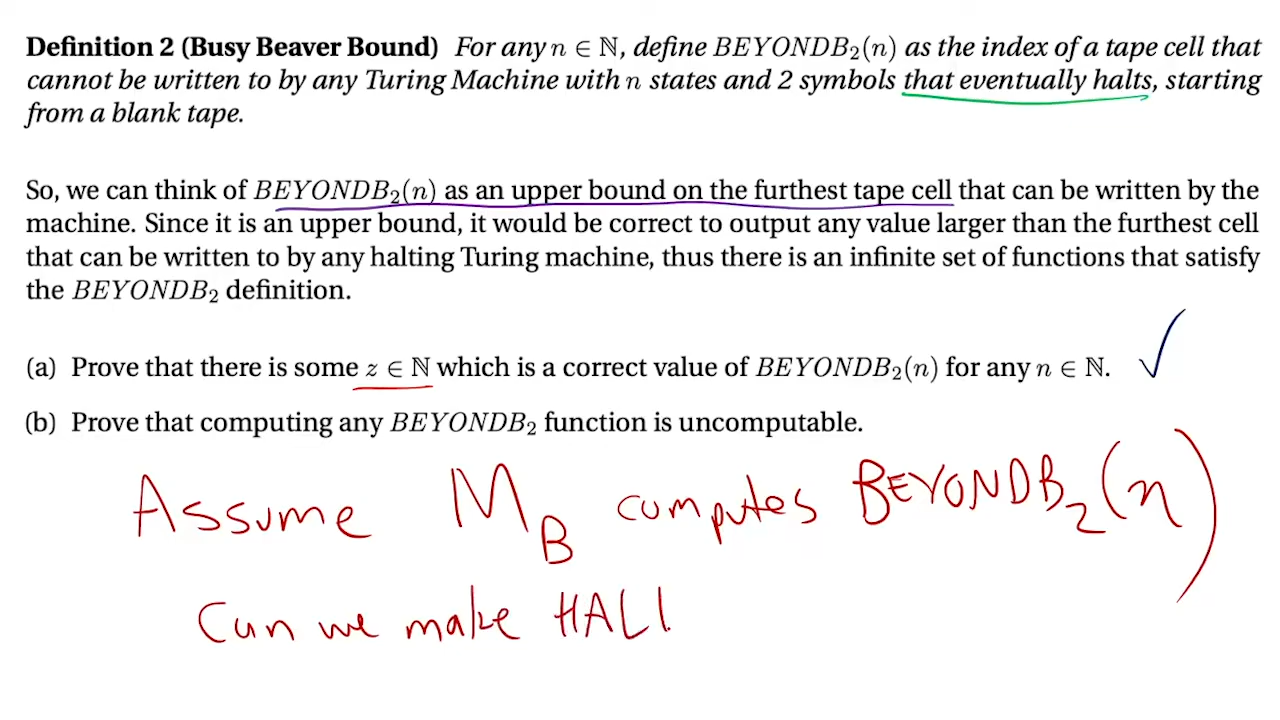 Definition 2 (Busy Beaver Bound) For any n ∈ ℕ, define BEYONDB₂(n) as the index of a tape cell that
cannot be written to by any Turing Machine with n states and 2 symbols that eventually halts, starting
from a blank tape.
So, we can think of BEYONDB₂(n) as an upper bound on the furthest tape cell that can be written by the
machine. Since it is an upper bound, it would be correct to output any value larger than the furthest cell
that can be written to by any halting Turing machine, thus there is an infinite set of functions that satisfy
the BEYONDB₂ definition.
(a) Prove that there is some z ∈ ℕ which is a correct value of BEYONDB₂(n) for any n ∈ ℕ. ✓
(b) Prove that computing any BEYONDB₂ function is uncomputable.
Assume M_B computes BEYONDB₂(n)
Can we make HAL